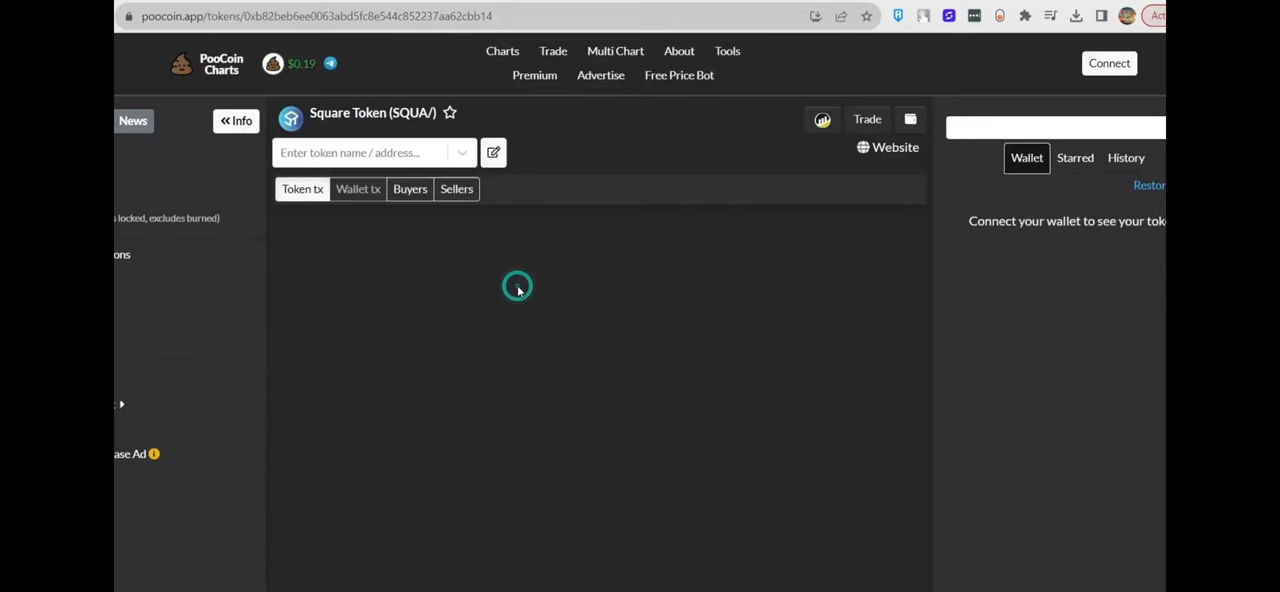 poocoin.app/tokens/0xb82beb6ee0063abd5fc8e544c852237aa62cbb14
Act
PooCoin
Charts
$0.19
Charts Trade Multi Chart About Tools
Premium Advertise Free Price Bot
Connect
News
Info
Square Token (SQUA/)
Trade
Enter token name / address...
Website
Token tx Wallet tx Buyers Sellers
Wallet Starred History
Restor
s locked, excludes burned)
Connect your wallet to see your toke
ons
ase Ad